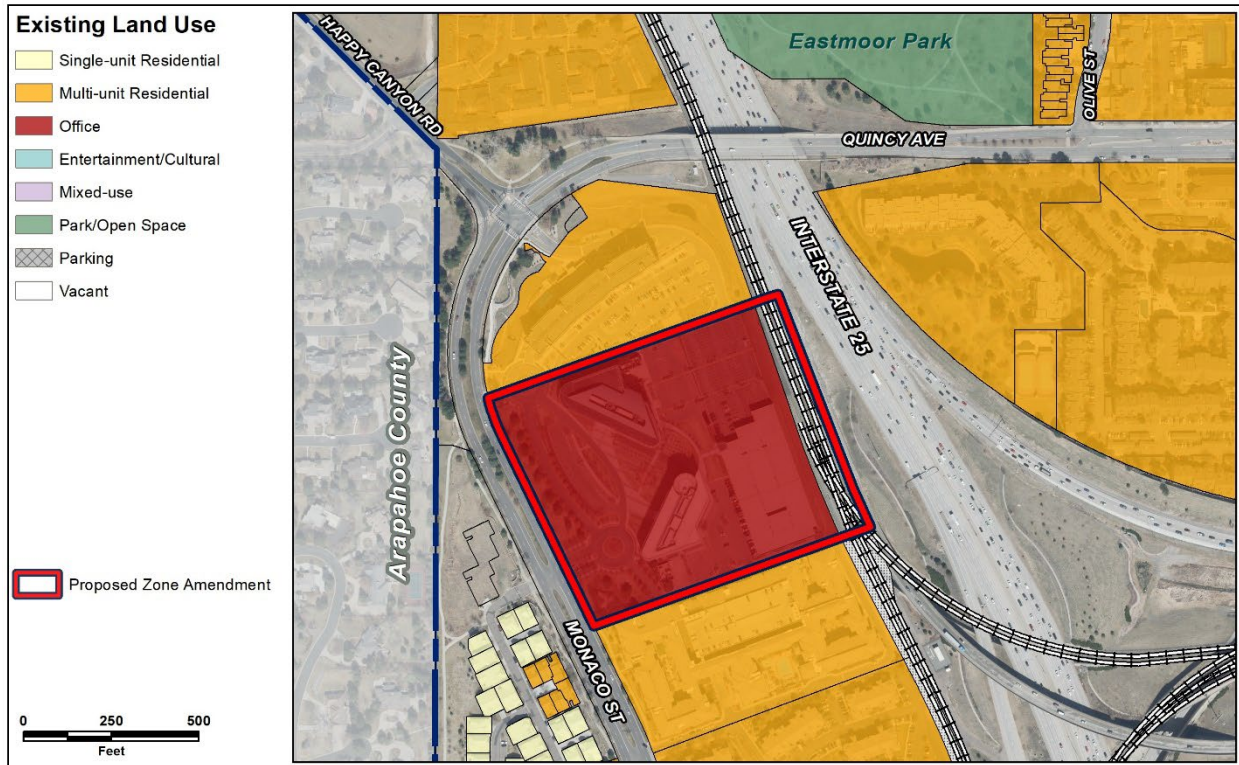 Existing Land Use
Single-unit Residential
Multi-unit Residential
Office
Entertainment/Cultural
Mixed-use
Park/Open Space
Parking
Vacant
Proposed Zone Amendment
0 250 500
Feet
HAPPY CANYON RD
Eastmoor Park
OLIVE ST
QUINCY AVE
INTERSTATE 25
Arapahoe County
MONACO ST